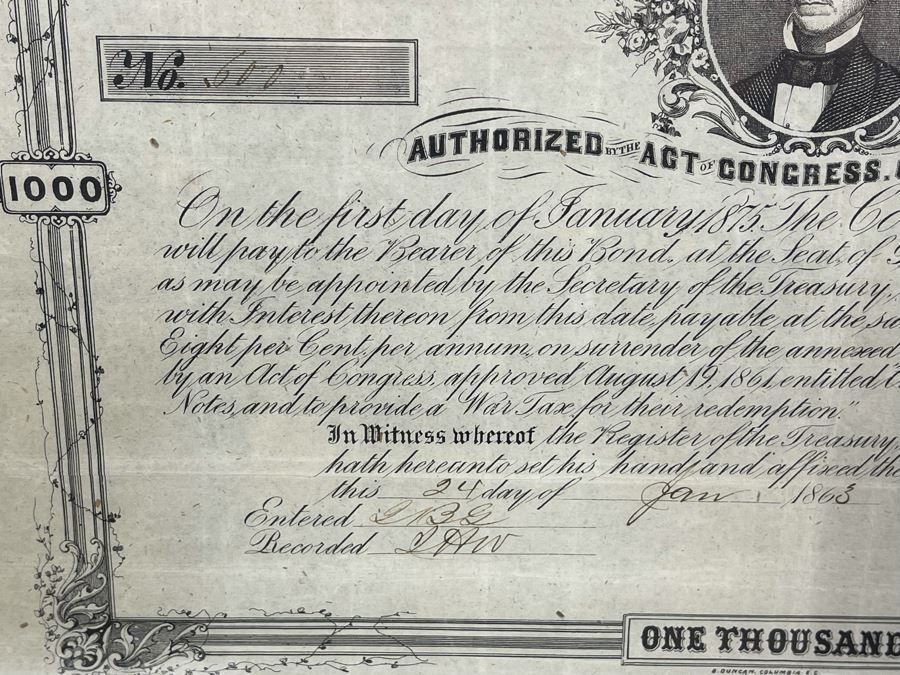 No. 600
AUTHORIZED BY THE ACT OF CONGRESS.
1000
On the first day of January 1875. The Co
will pay to the Bearer of this Bond, at the Seat of
as may be appointed by the Secretary of the Treasury,
with Interest thereon from this date, payable at the sa
Eight per Cent, per annum, on surrender of the annexed
by an Act of Congress, approved August 19, 1861, entitled
Notes, and to provide a War Tax for their redemption."
In Witness whereof, the Register of the Treasury,
hath hereunto set his hand, and affixed the
this 24 day of Jan 1863
Entered
Recorded
ONE THOUSAND
B. DUNCAN, COLUMBIA S.C.